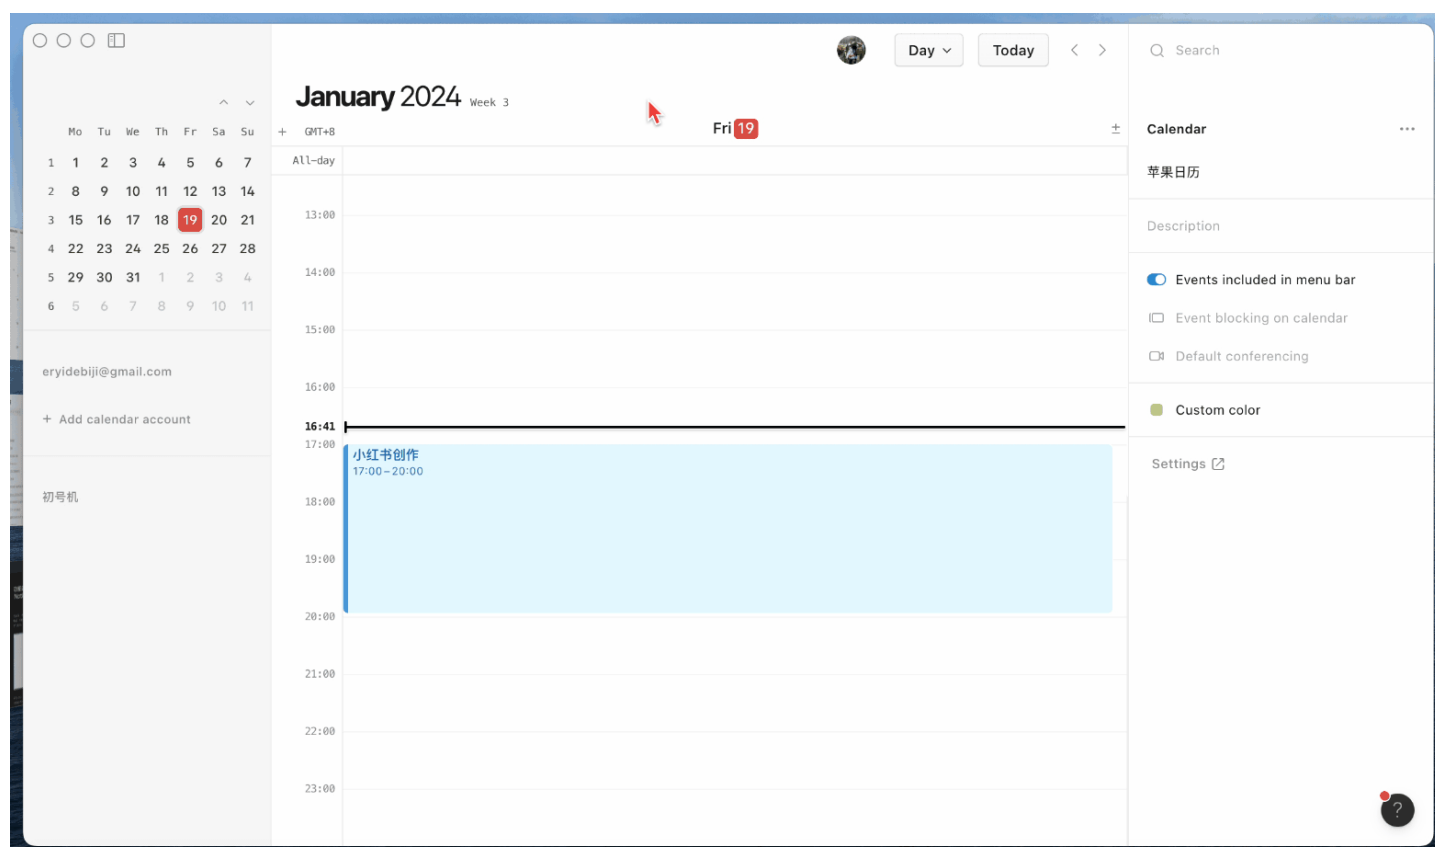 Day
Today
Search
January 2024 Week 3
Mo Tu We Th Fr Sa Su
1 1 2 3 4 5 6 7
2 8 9 10 11 12 13 14
3 15 16 17 18 19 20 21
4 22 23 24 25 26 27 28
5 29 30 31 1 2 3 4
6 5 6 7 8 9 10 11
eryidebiji@gmail.com
+ Add calendar account
初号机
+ GMT+8
Fri 19
±
All-day
13:00
14:00
15:00
16:00
16:41
17:00
小红书创作
17:00–20:00
18:00
19:00
20:00
21:00
22:00
23:00
Calendar
苹果日历
Description
Events included in menu bar
Event blocking on calendar
Default conferencing
Custom color
Settings
?